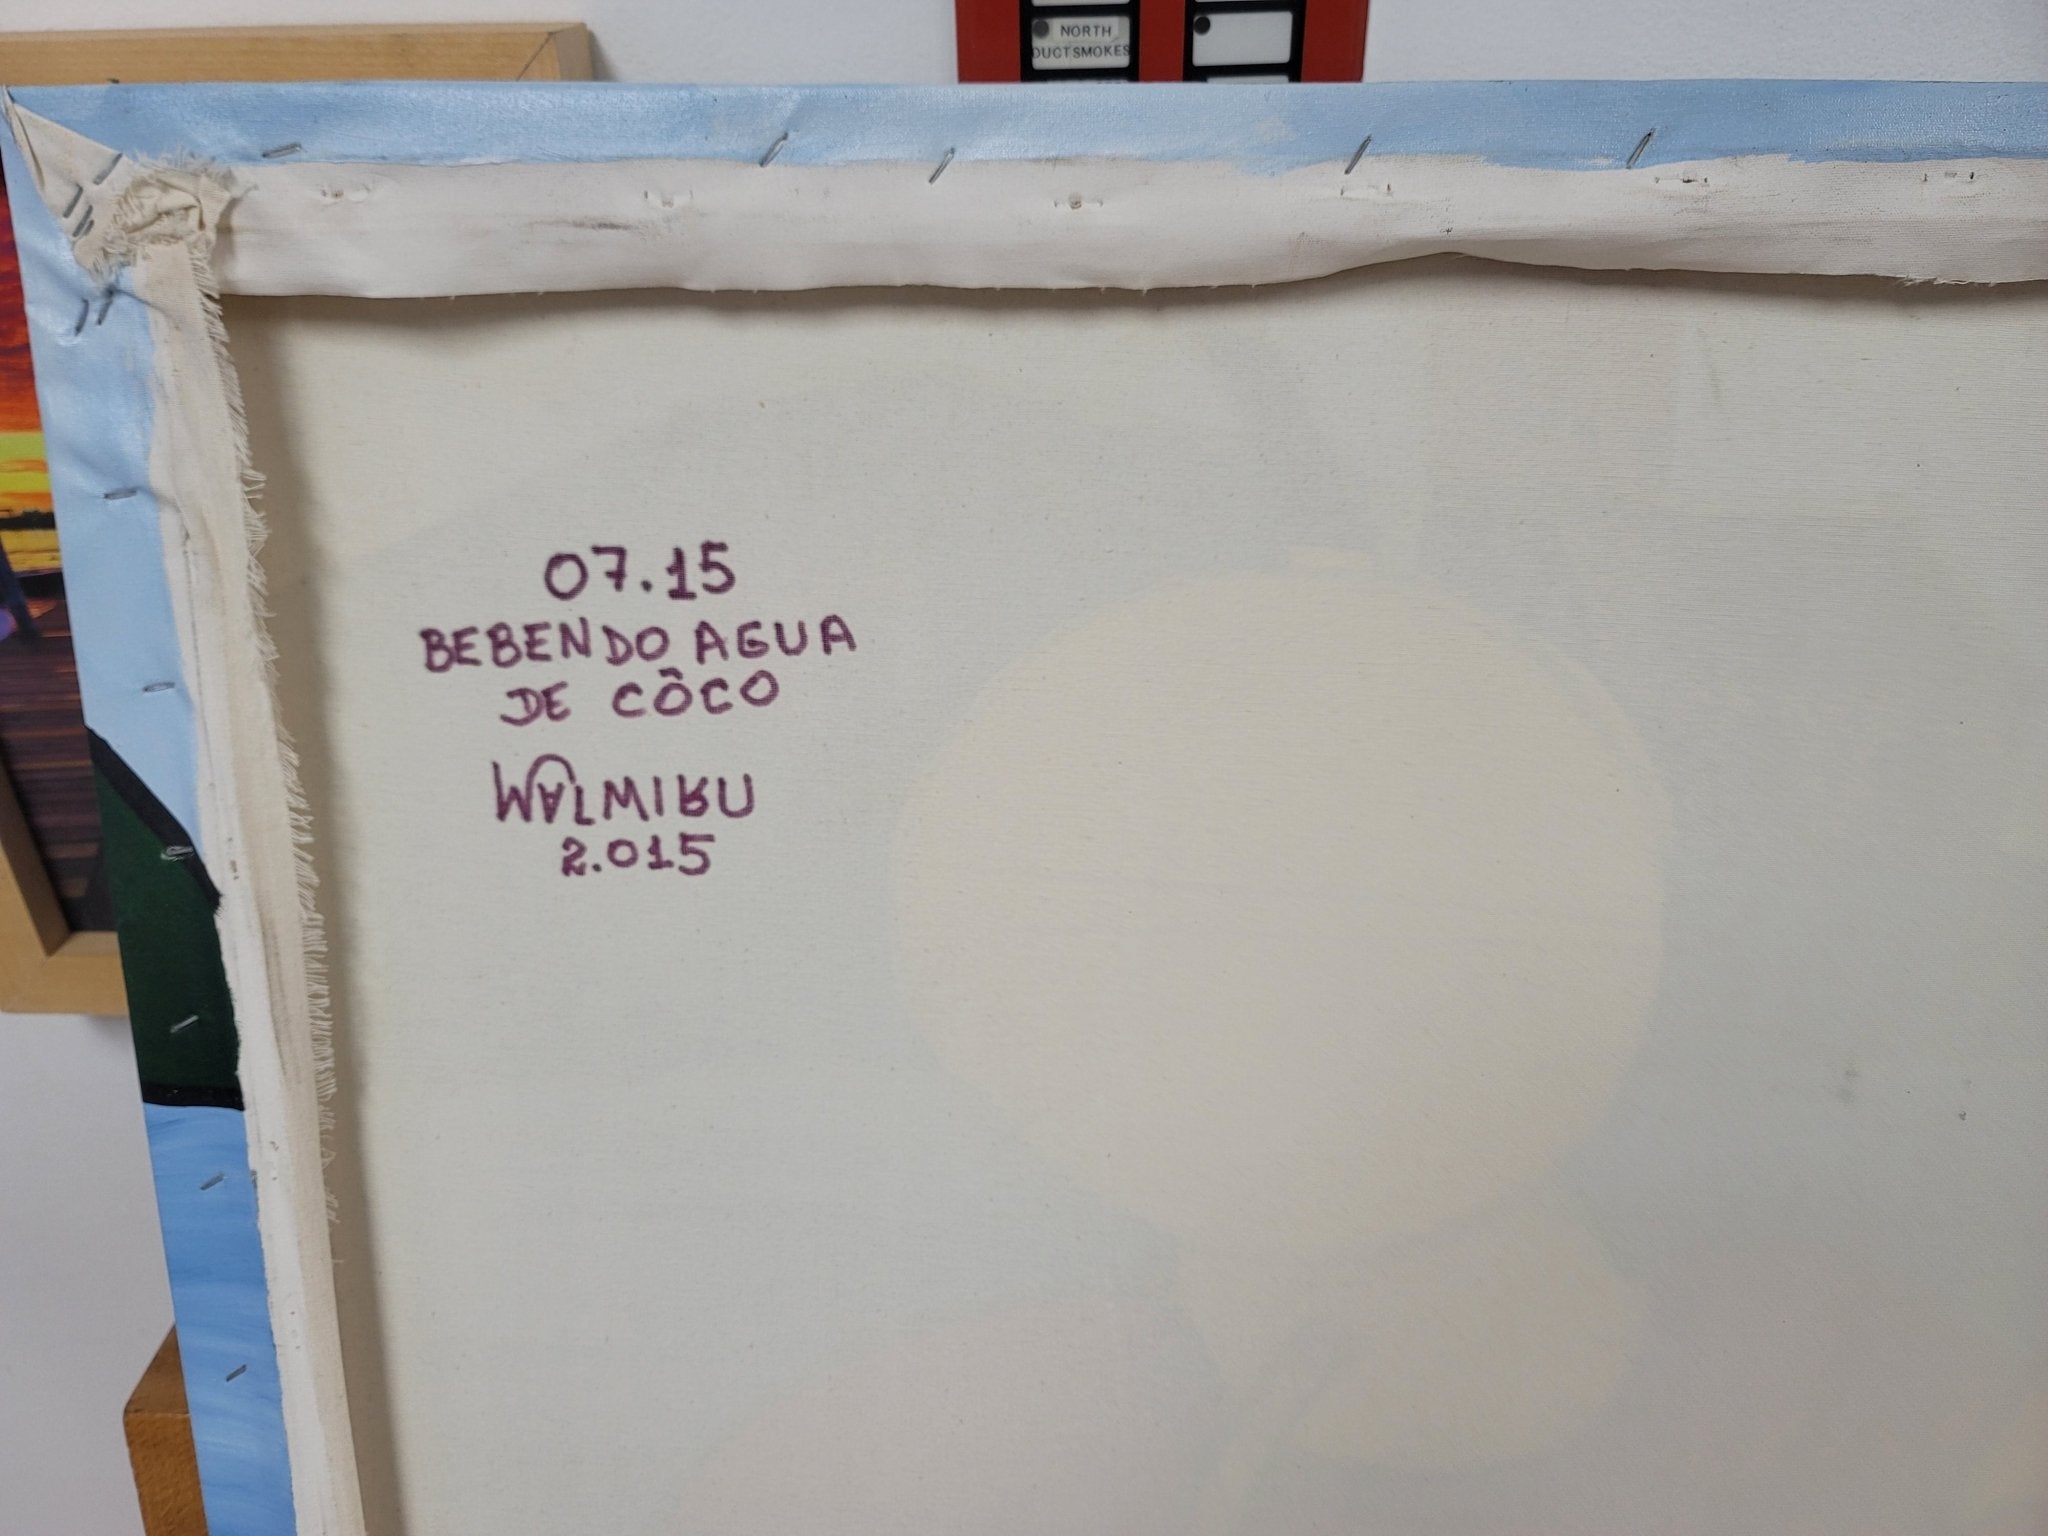 NORTH
DUCTSMOKES
07.15
BEBENDO AGUA
DE CÔCO
WALMIRU
2.015